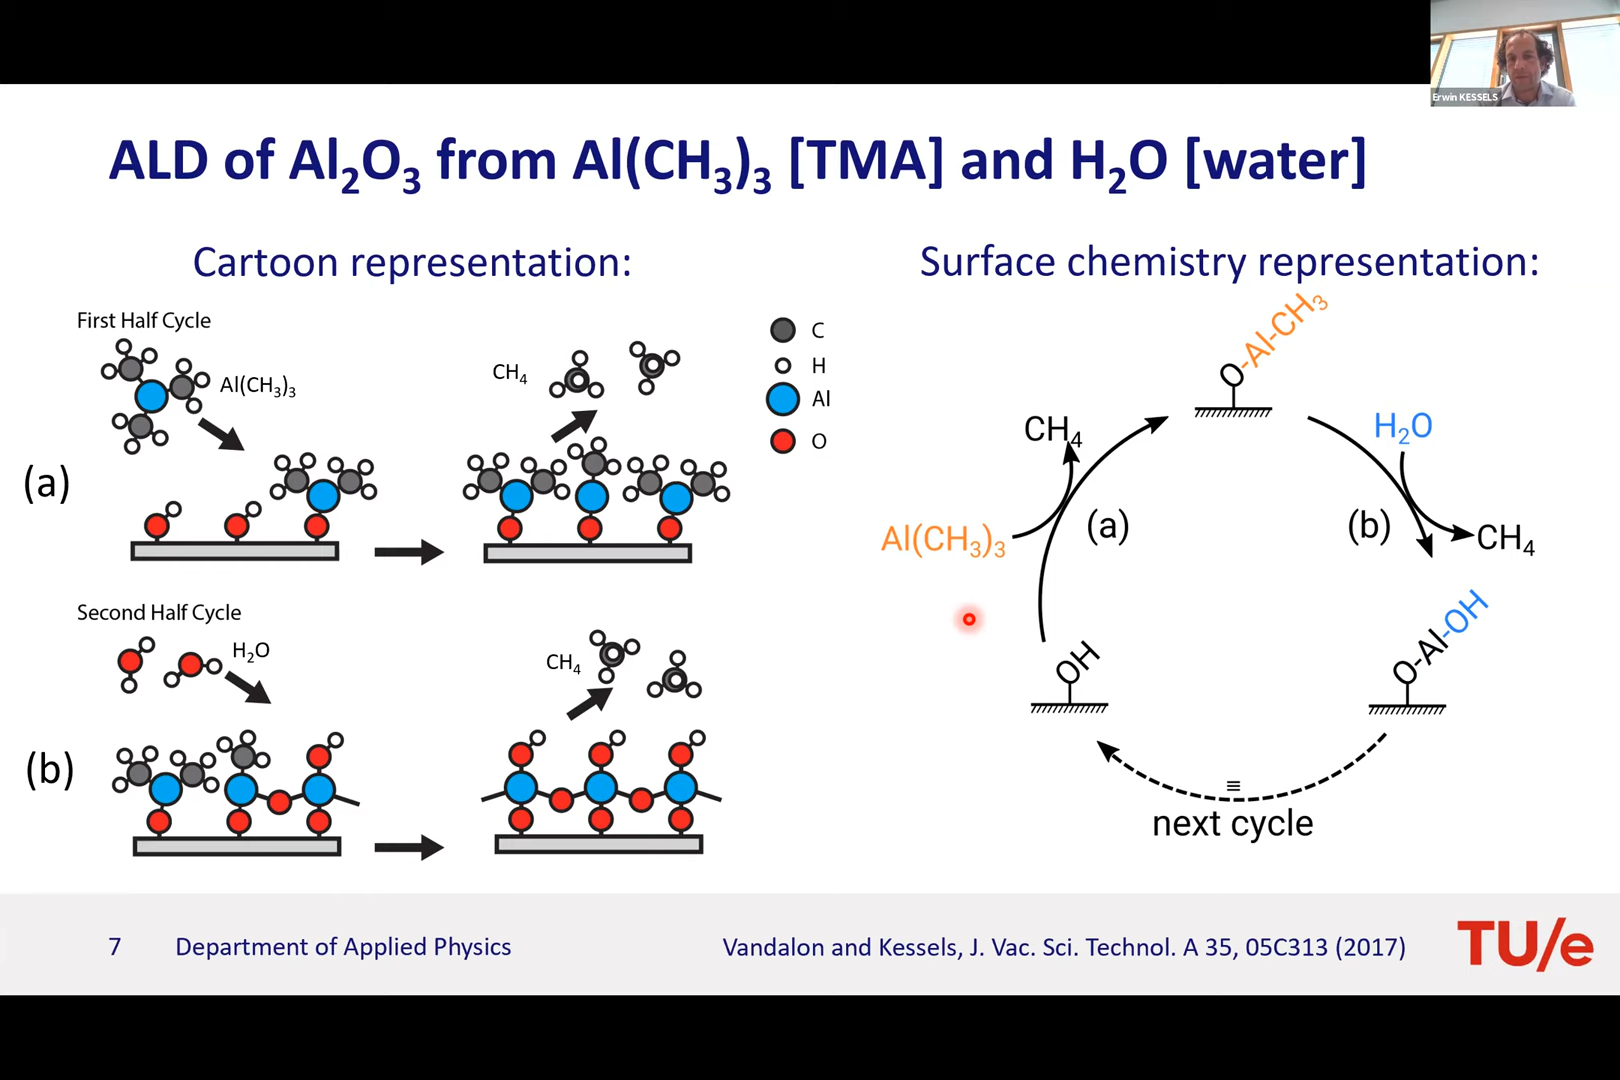 Erwin KESSELS
ALD of Al₂O₃ from Al(CH₃)₃ [TMA] and H₂O [water]
Cartoon representation:
Surface chemistry representation:
First Half Cycle
Al(CH₃)₃
CH₄
C
H
Al
O
(a)
Second Half Cycle
H₂O
CH₄
(b)
O-Al-CH₃
CH₄
H₂O
Al(CH₃)₃
(a)
(b)
CH₄
OH
O-Al-OH
≡
next cycle
7
Department of Applied Physics
Vandalon and Kessels, J. Vac. Sci. Technol. A 35, 05C313 (2017)
TU/e